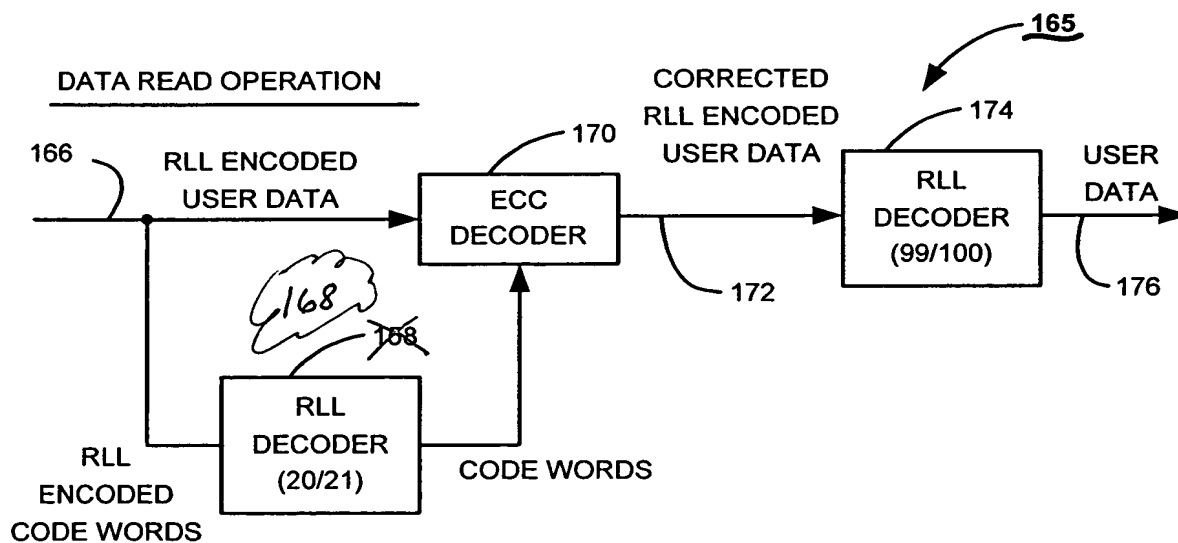 165
DATA READ OPERATION
166
RLL ENCODED
USER DATA
170
ECC
DECODER
CORRECTED
RLL ENCODED
USER DATA
172
174
RLL
DECODER
(99/100)
USER
DATA
176
168
158
RLL
DECODER
(20/21)
RLL
ENCODED
CODE WORDS
CODE WORDS